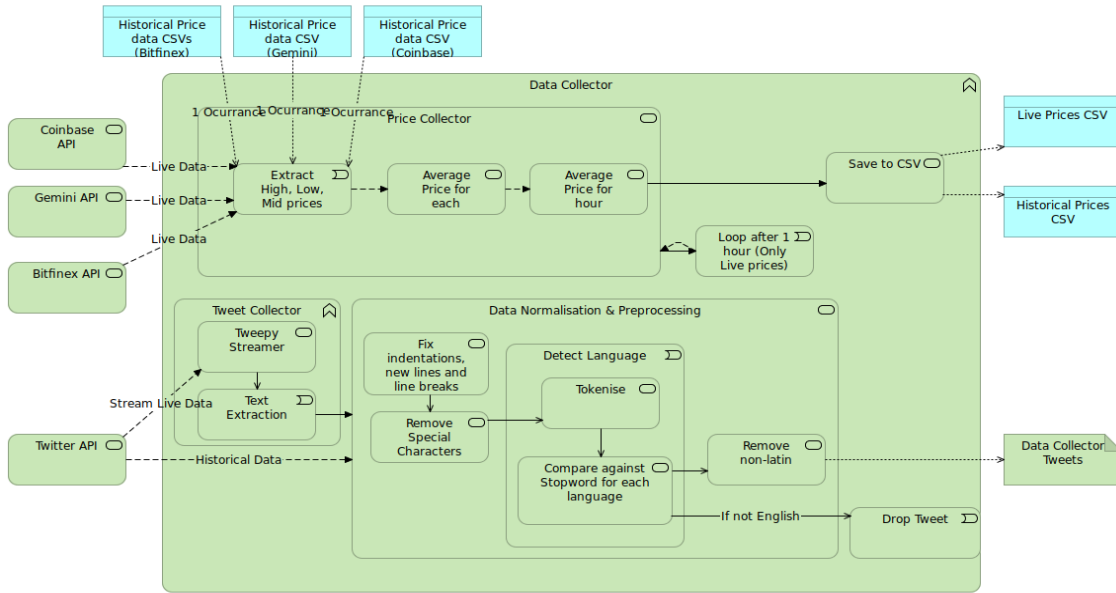 Historical Price
data CSVs
(Bitfinex)
Historical Price
data CSV
(Gemini)
Historical Price
data CSV
(Coinbase)
Data Collector
1 Ocurrance
1 Ocurrance
1 Ocurrance
Price Collector
Coinbase
API
Live Data
Gemini API
Live Data
Bitfinex API
Live Data
Extract
High, Low,
Mid prices
Average
Price for
each
Average
Price for
hour
Save to CSV
Live Prices CSV
Historical Prices
CSV
Loop after 1
hour (Only
Live prices)
Tweet Collector
Tweepy
Streamer
Text
Extraction
Stream Live Data
Twitter API
Historical Data
Data Normalisation & Preprocessing
Fix
indentations,
new lines and
line breaks
Remove
Special
Characters
Detect Language
Tokenise
Compare against
Stopword for each
language
Remove
non-latin
If not English
Drop Tweet
Data Collector
Tweets